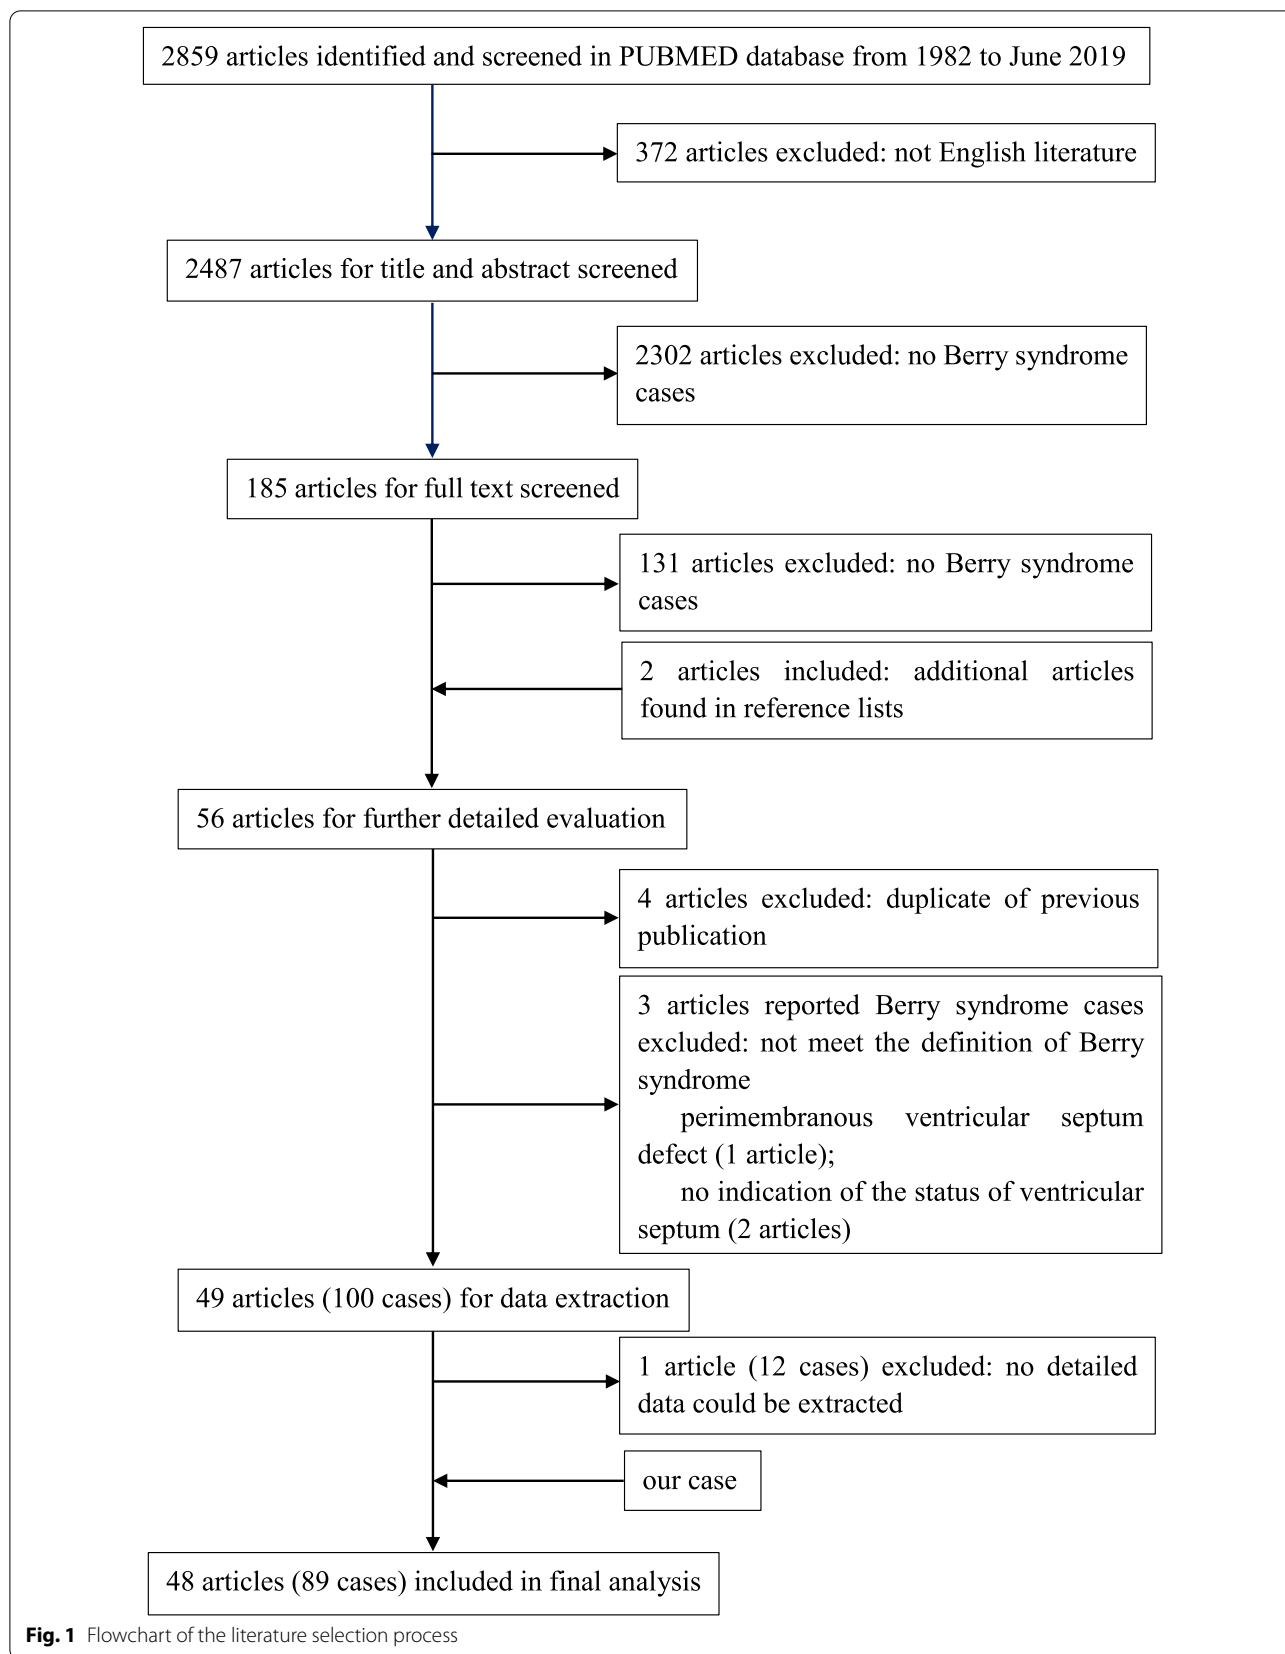 2859 articles identified and screened in PUBMED database from 1982 to June 2019
372 articles excluded: not English literature
2487 articles for title and abstract screened
2302 articles excluded: no Berry syndrome
cases
185 articles for full text screened
131 articles excluded: no Berry syndrome
cases
2 articles included: additional articles
found in reference lists
56 articles for further detailed evaluation
4 articles excluded: duplicate of previous
publication
3 articles reported Berry syndrome cases
excluded: not meet the definition of Berry
syndrome
perimembranous ventricular septum
defect (1 article);
no indication of the status of ventricular
septum (2 articles)
49 articles (100 cases) for data extraction
1 article (12 cases) excluded: no detailed
data could be extracted
our case
48 articles (89 cases) included in final analysis
Fig. 1 Flowchart of the literature selection process